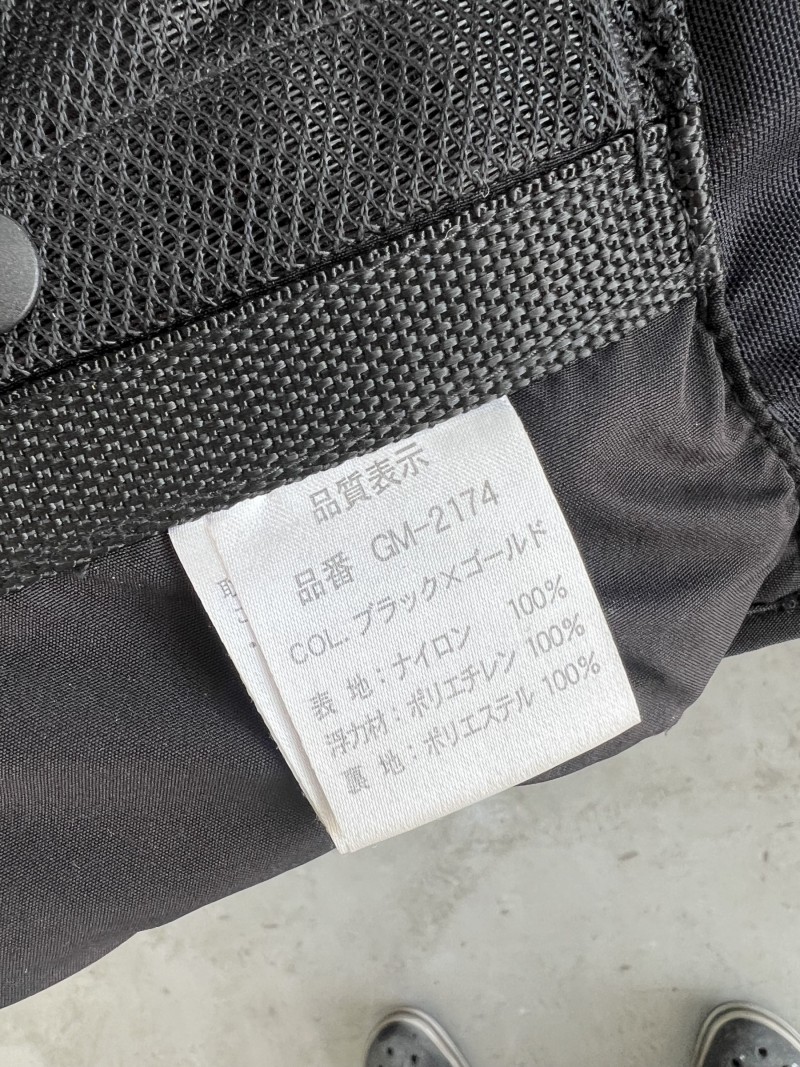 品質表示
品番 GM-2174
COL.ブラック×ゴールド
表 地:ナイロン 100%
浮力材:ポリエチレン 100%
裏 地:ポリエステル 100%
取